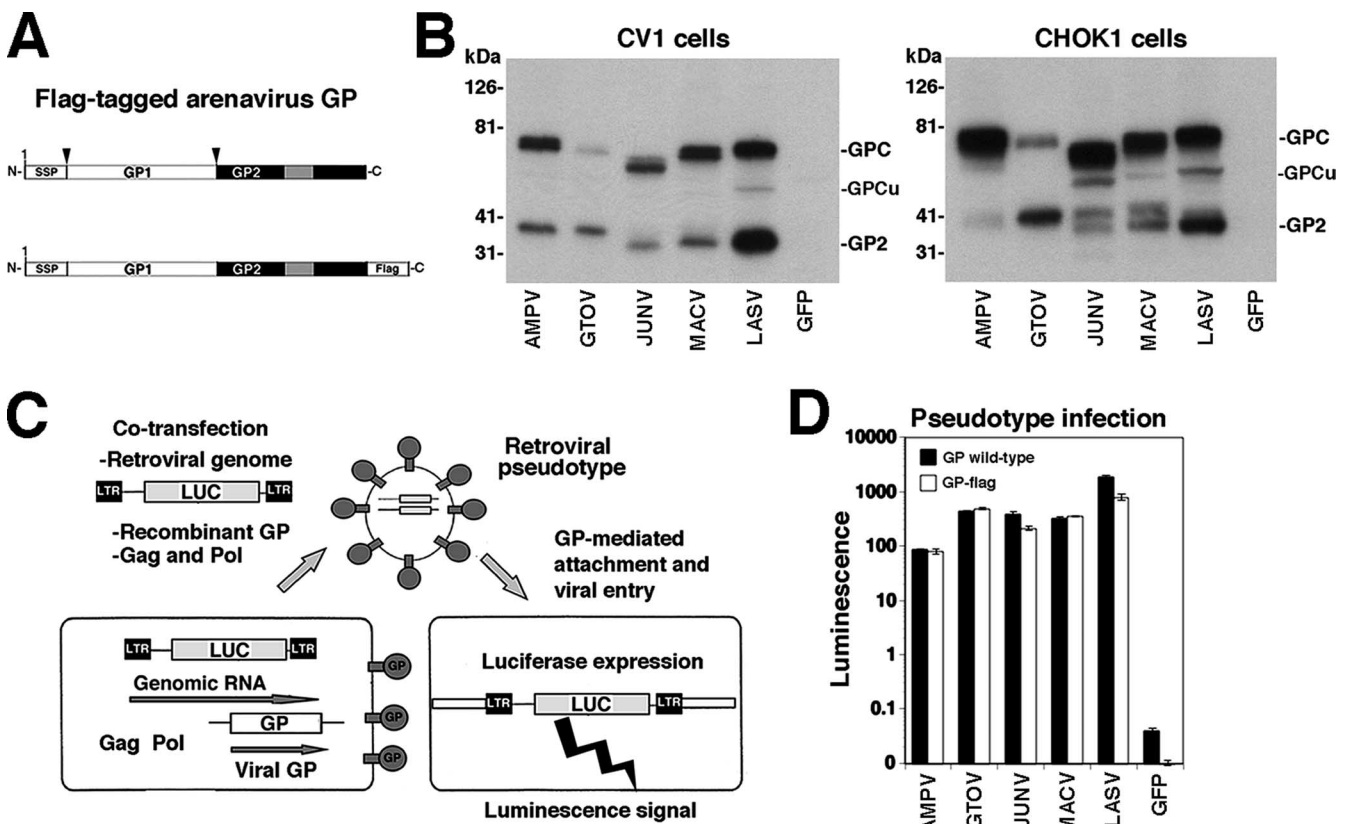 A
Flag-tagged arenavirus GP
1
N- SSP GP1 GP2 -C
1
N- SSP GP1 GP2 Flag -C
B
CV1 cells
kDa
126-
81-
41-
31-
-GPC
-GPCu
-GP2
AMPV GTOV JUNV MACV LASV GFP
CHOK1 cells
kDa
126-
81-
41-
31-
-GPC
-GPCu
-GP2
AMPV GTOV JUNV MACV LASV GFP
C
Co-transfection
-Retroviral genome
LTR LUC LTR
-Recombinant GP
-Gag and Pol
Retroviral
pseudotype
GP-mediated
attachment and
viral entry
LTR LUC LTR
Genomic RNA
GP
Gag Pol
Viral GP
GP
GP
GP
Luciferase expression
LTR LUC LTR
Luminescence signal
D
Pseudotype infection
GP wild-type
GP-flag
Luminescence
10000
1000
100
10
1
0.1
0
AMPV GTOV JUNV MACV LASV GFP